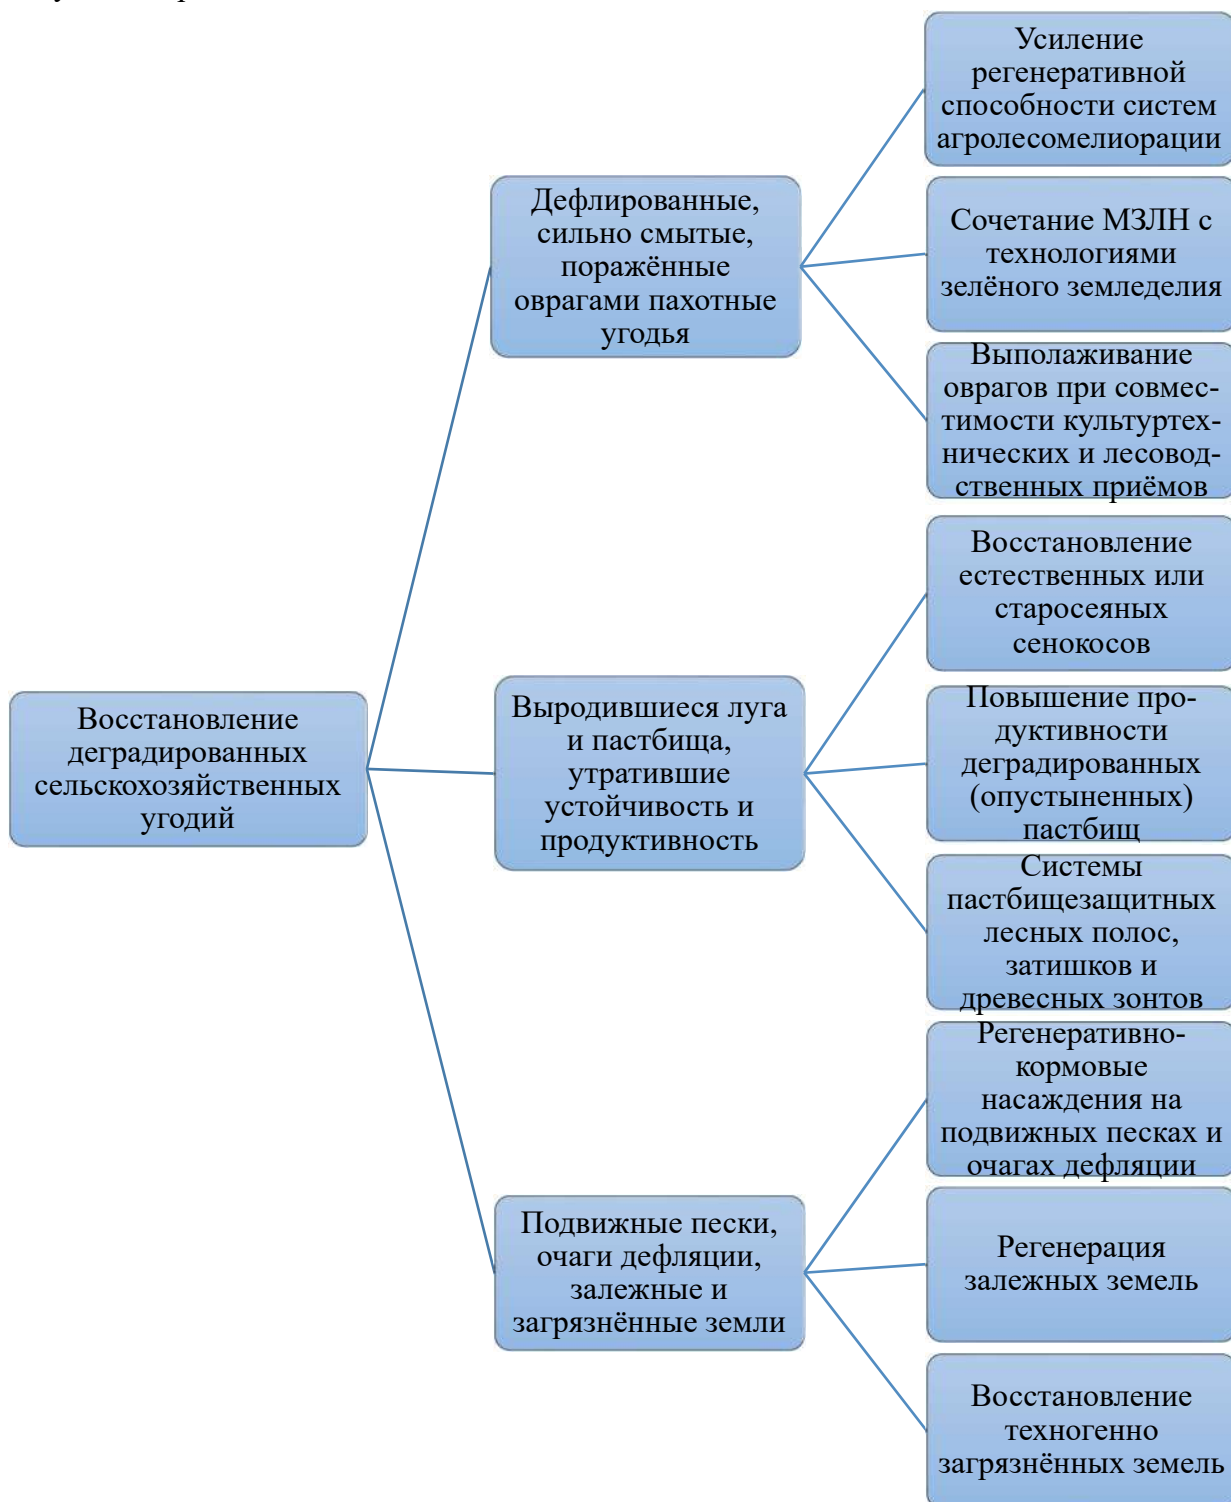 Усиление
регенеративной
способности систем
агролесомелиорации
Дефлированные,
сильно смытые,
поражённые
оврагами пахотные
угодья
Сочетание МЗЛН с
технологиями
зелёного земледелия
Выполаживание
оврагов при совмес-
тимости культуртех-
нических и лесовод-
ственных приёмов
Восстановление
деградированных
сельскохозяйственных
угодий
Выродившиеся луга
и пастбища,
утратившие
устойчивость и
продуктивность
Восстановление
естественных или
старосеяных
сенокосов
Повышение про-
дуктивности
деградированных
(опустыненных)
пастбищ
Системы
пастбищезащитных
лесных полос,
затишков и
древесных зонтов
Подвижные пески,
очаги дефляции,
залежные и
загрязнённые земли
Регенеративно-
кормовые
насаждения на
подвижных песках и
очагах дефляции
Регенерация
залежных земель
Восстановление
техногенно
загрязнённых земель